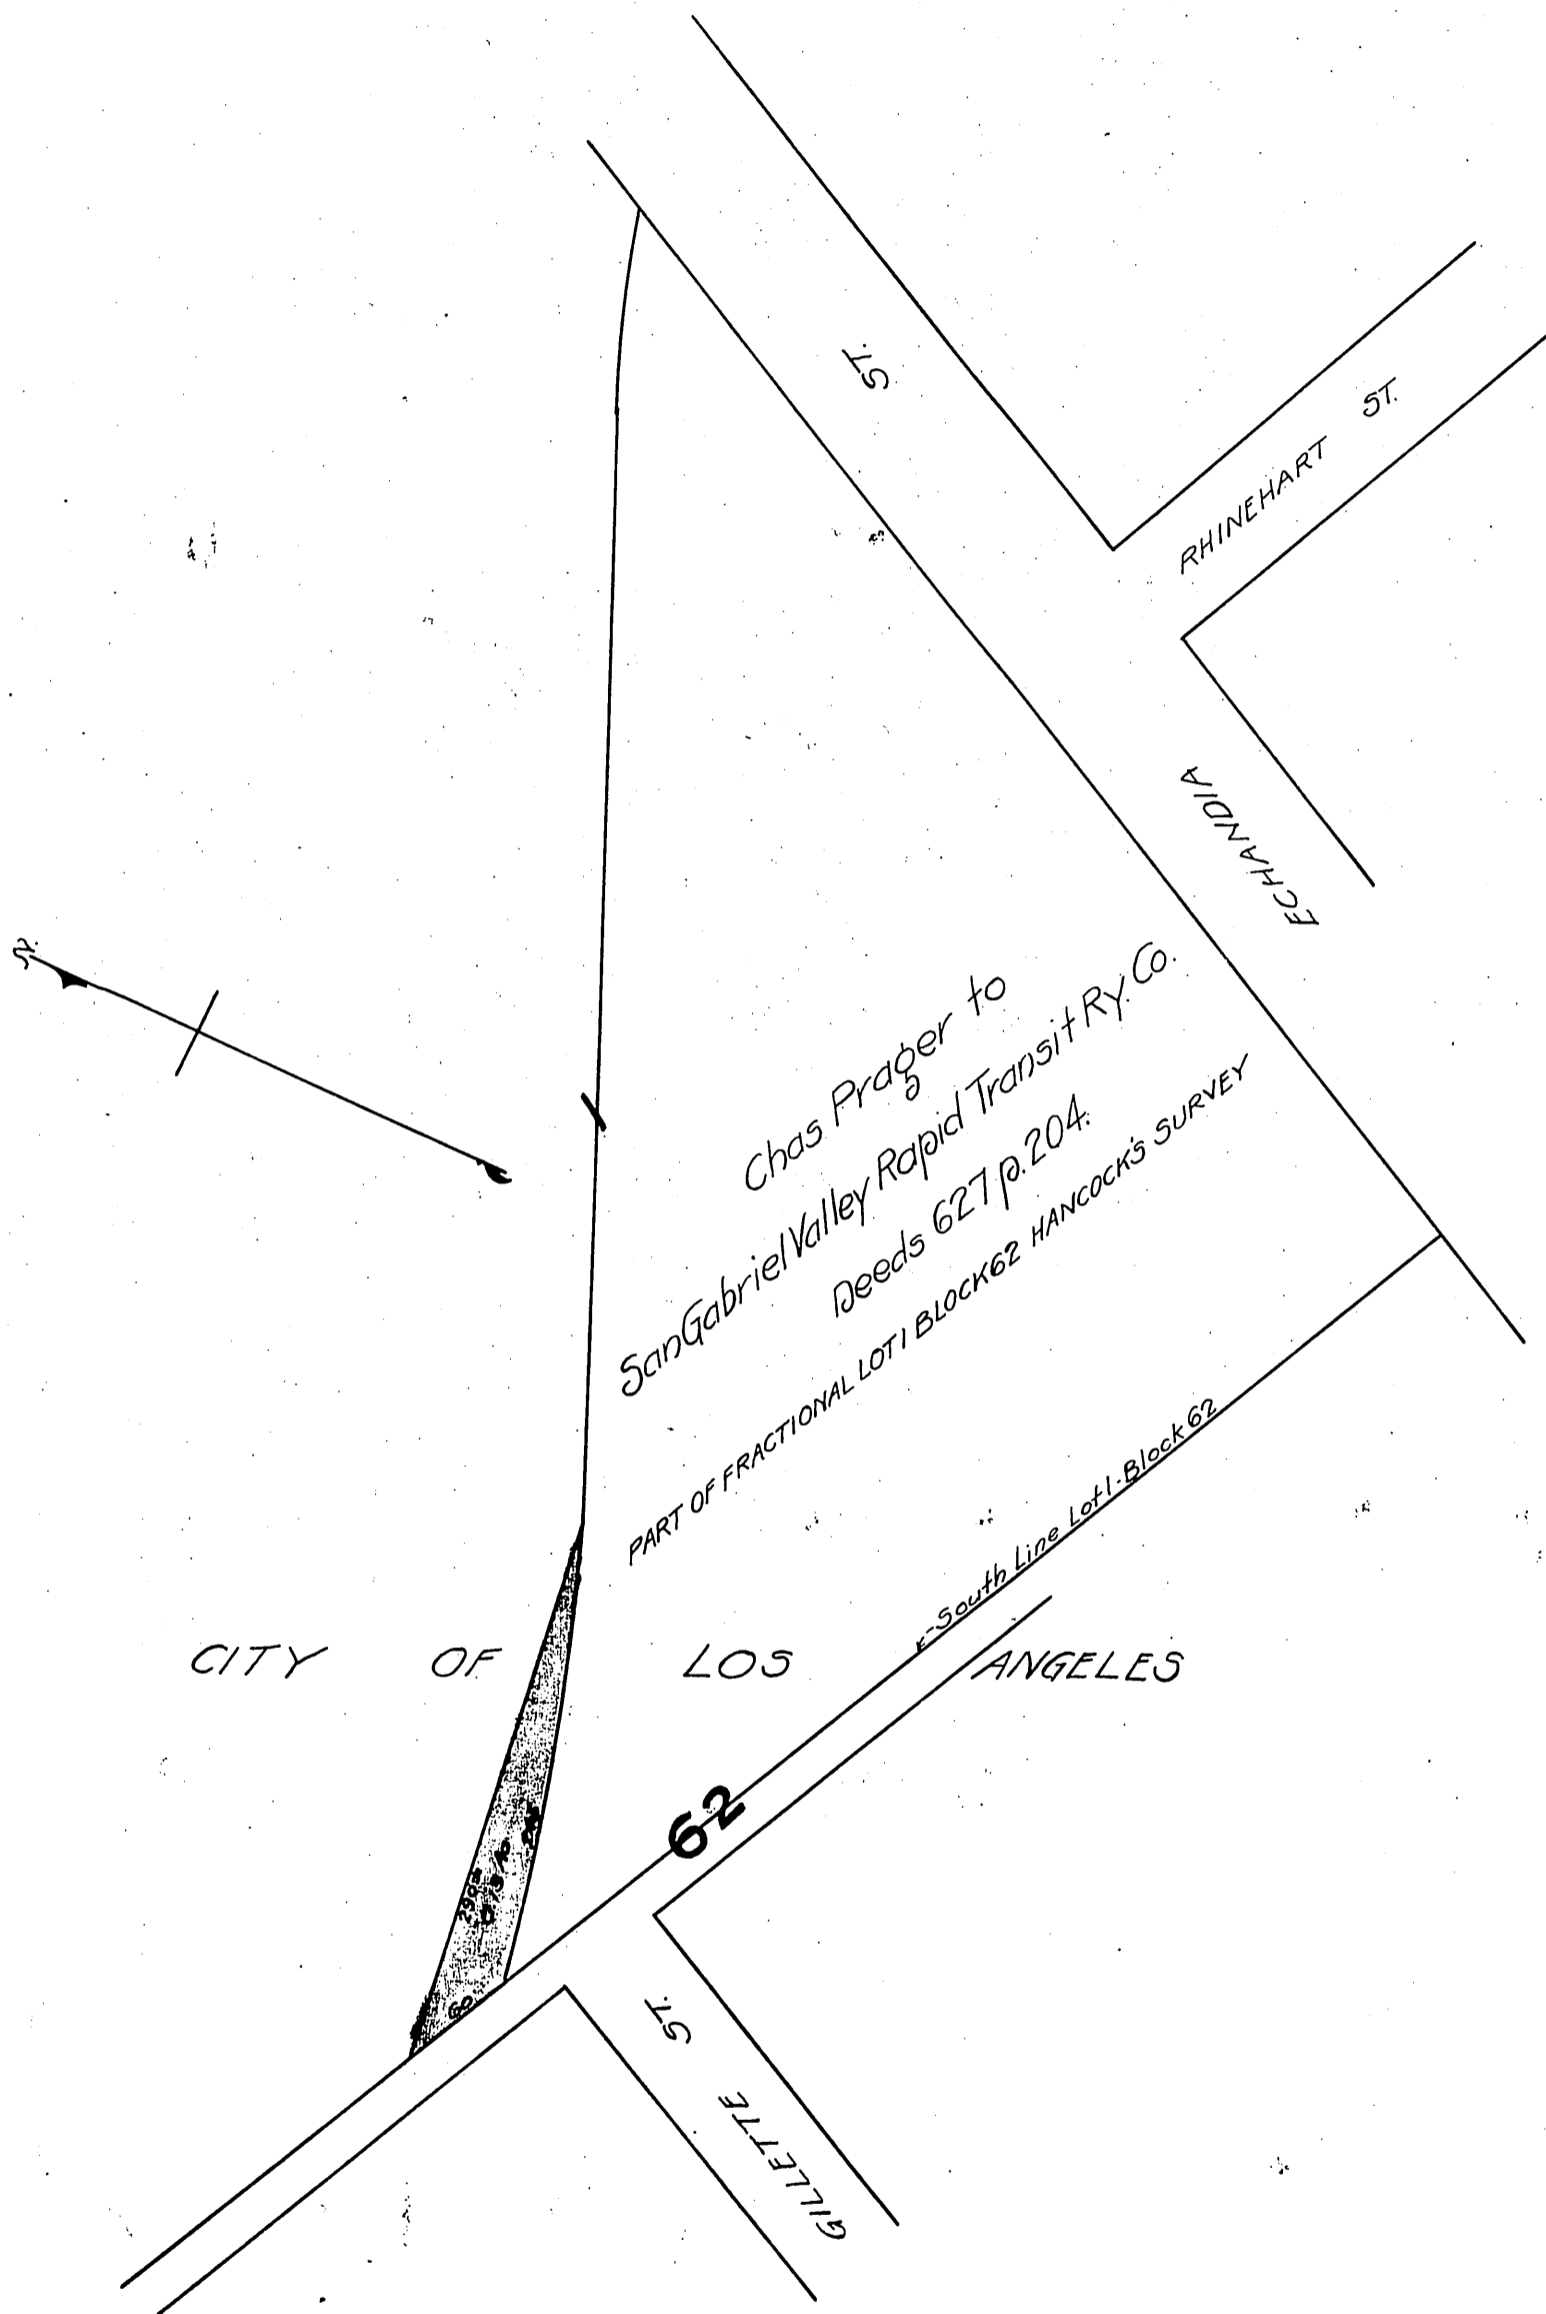 ST.
RHINEHART ST.
ECHANDIA
N.
Chas Prager to
San Gabriel Valley Rapid Transit Ry. Co.
Deeds 627 p. 204.
PART OF FRACTIONAL LOT 1 BLOCK 62 HANCOCK'S SURVEY
South Line Lot 1-Block 62
CITY OF LOS ANGELES
62
60
GILLETTE ST.